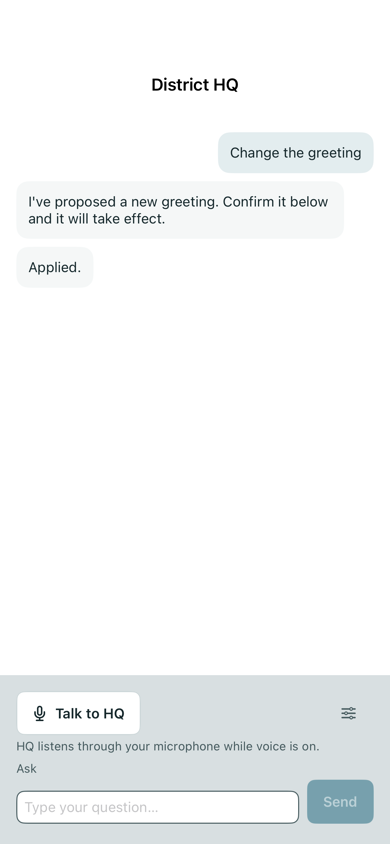 District HQ
Change the greeting
I've proposed a new greeting. Confirm it below
and it will take effect.
Applied.
Talk to HQ
HQ listens through your microphone while voice is on.
Ask
Type your question...
Send